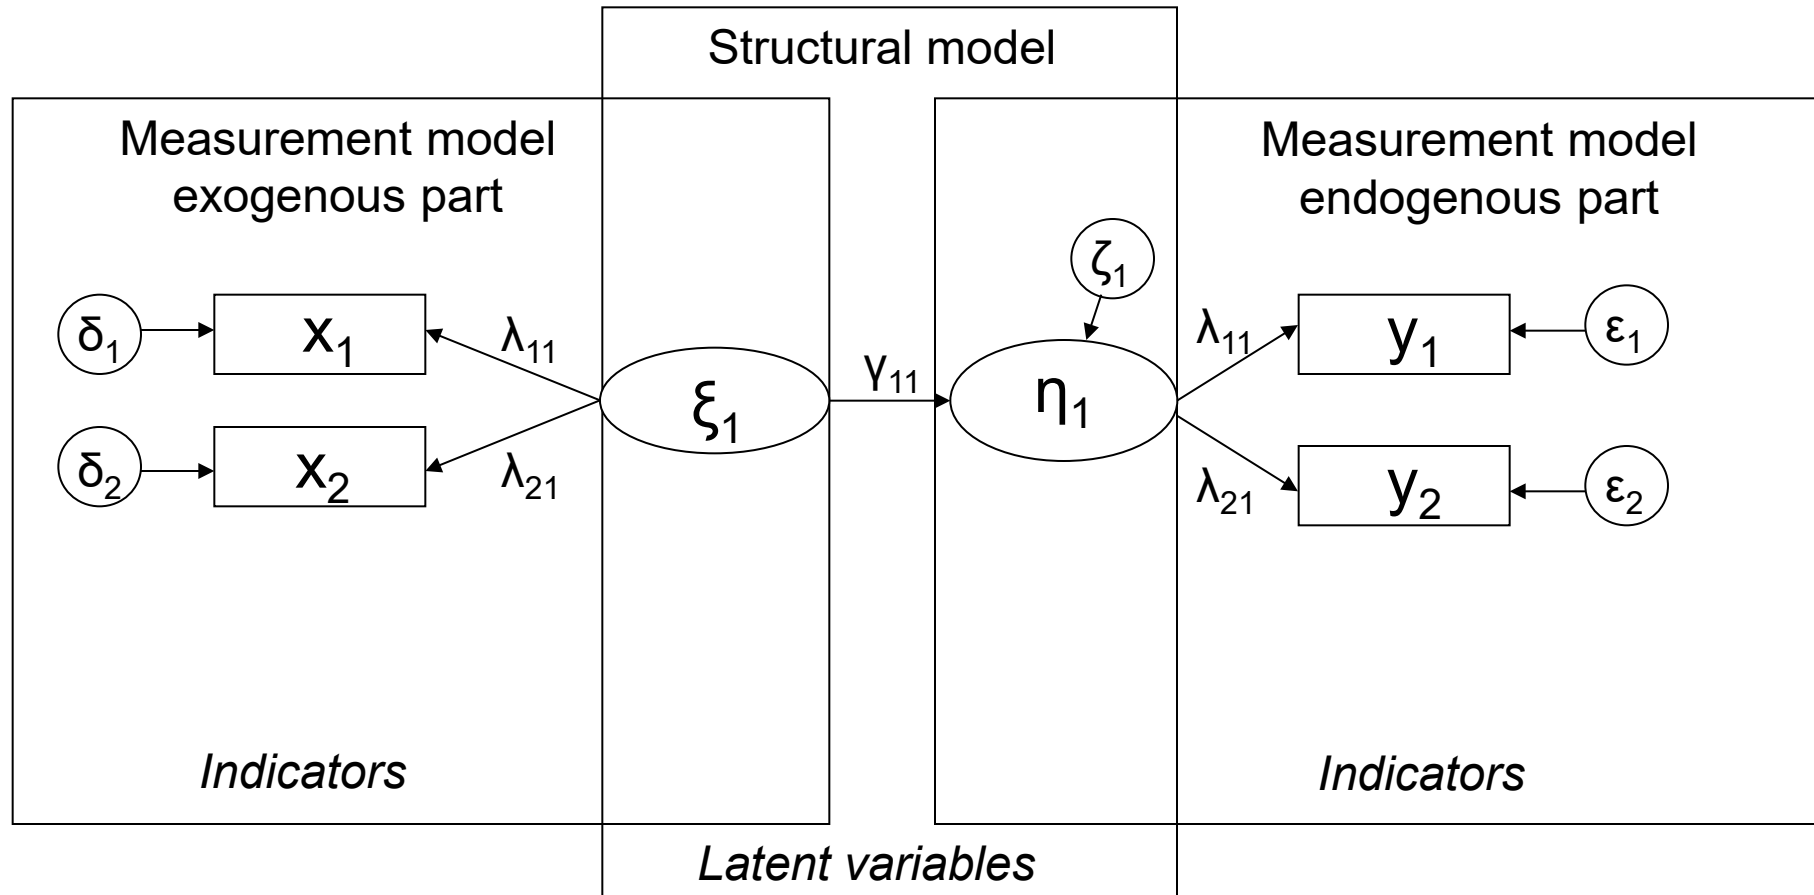 Structural model
Measurement model
exogenous part
Measurement model
endogenous part
ζ₁
δ₁
x₁
λ₁₁
ξ₁
γ₁₁
η₁
λ₁₁
y₁
ε₁
δ₂
x₂
λ₂₁
λ₂₁
y₂
ε₂
Indicators
Indicators
Latent variables